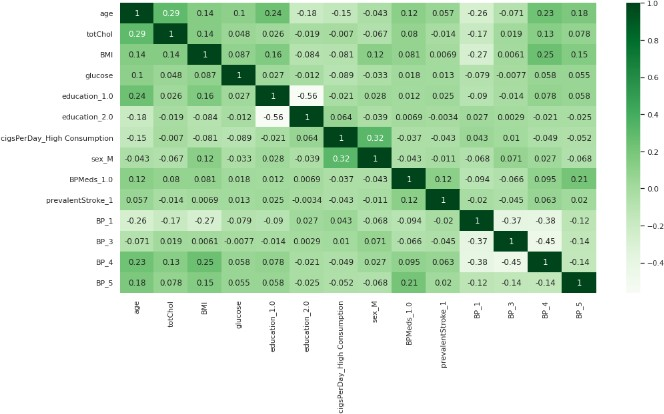 age 1 0.29 0.14 0.1 0.24 -0.18 -0.15 -0.043 0.12 0.057 -0.26 -0.071 0.23 0.18
totChol 0.29 1 0.14 0.048 0.026 -0.019 -0.007 -0.067 0.08 -0.014 -0.17 0.019 0.13 0.078
BMI 0.14 0.14 1 0.087 0.16 -0.084 -0.081 0.12 0.081 0.0069 -0.27 0.0061 0.25 0.15
glucose 0.1 0.048 0.087 1 0.027 -0.012 -0.089 -0.033 0.018 0.013 -0.079 -0.0077 0.058 0.055
education_1.0 0.24 0.026 0.16 0.027 1 -0.56 -0.021 0.028 0.012 0.025 -0.09 -0.014 0.078 0.058
education_2.0 -0.18 -0.019 -0.084 -0.012 -0.56 1 0.064 -0.039 0.0069 -0.0034 0.027 0.0029 -0.021 -0.025
cigsPerDay_High Consumption -0.15 -0.007 -0.081 -0.089 -0.021 0.064 1 0.32 -0.037 -0.043 0.043 0.01 -0.049 -0.052
sex_M -0.043 -0.067 0.12 -0.033 0.028 -0.039 0.32 1 -0.043 -0.011 -0.068 0.071 0.027 -0.068
BPMeds_1.0 0.12 0.08 0.081 0.018 0.012 0.0069 -0.037 -0.043 1 0.12 -0.094 -0.066 0.095 0.21
prevalentStroke_1 0.057 -0.014 0.0069 0.013 0.025 -0.0034 -0.043 -0.011 0.12 1 -0.02 -0.045 0.063 0.02
BP_1 -0.26 -0.17 -0.27 -0.079 -0.09 0.027 0.043 -0.068 -0.094 -0.02 1 -0.37 -0.38 -0.12
BP_3 -0.071 0.019 0.0061 -0.0077 -0.014 0.0029 0.01 0.071 -0.066 -0.045 -0.37 1 -0.45 -0.14
BP_4 0.23 0.13 0.25 0.058 0.078 -0.021 -0.049 0.027 0.095 0.063 -0.38 -0.45 1 -0.14
BP_5 0.18 0.078 0.15 0.055 0.058 -0.025 -0.052 -0.068 0.21 0.02 -0.12 -0.14 -0.14 1
age
totChol
BMI
glucose
education_1.0
education_2.0
cigsPerDay_High Consumption
sex_M
BPMeds_1.0
prevalentStroke_1
BP_1
BP_3
BP_4
BP_5
1.0
0.8
0.6
0.4
0.2
0.0
-0.2
-0.4